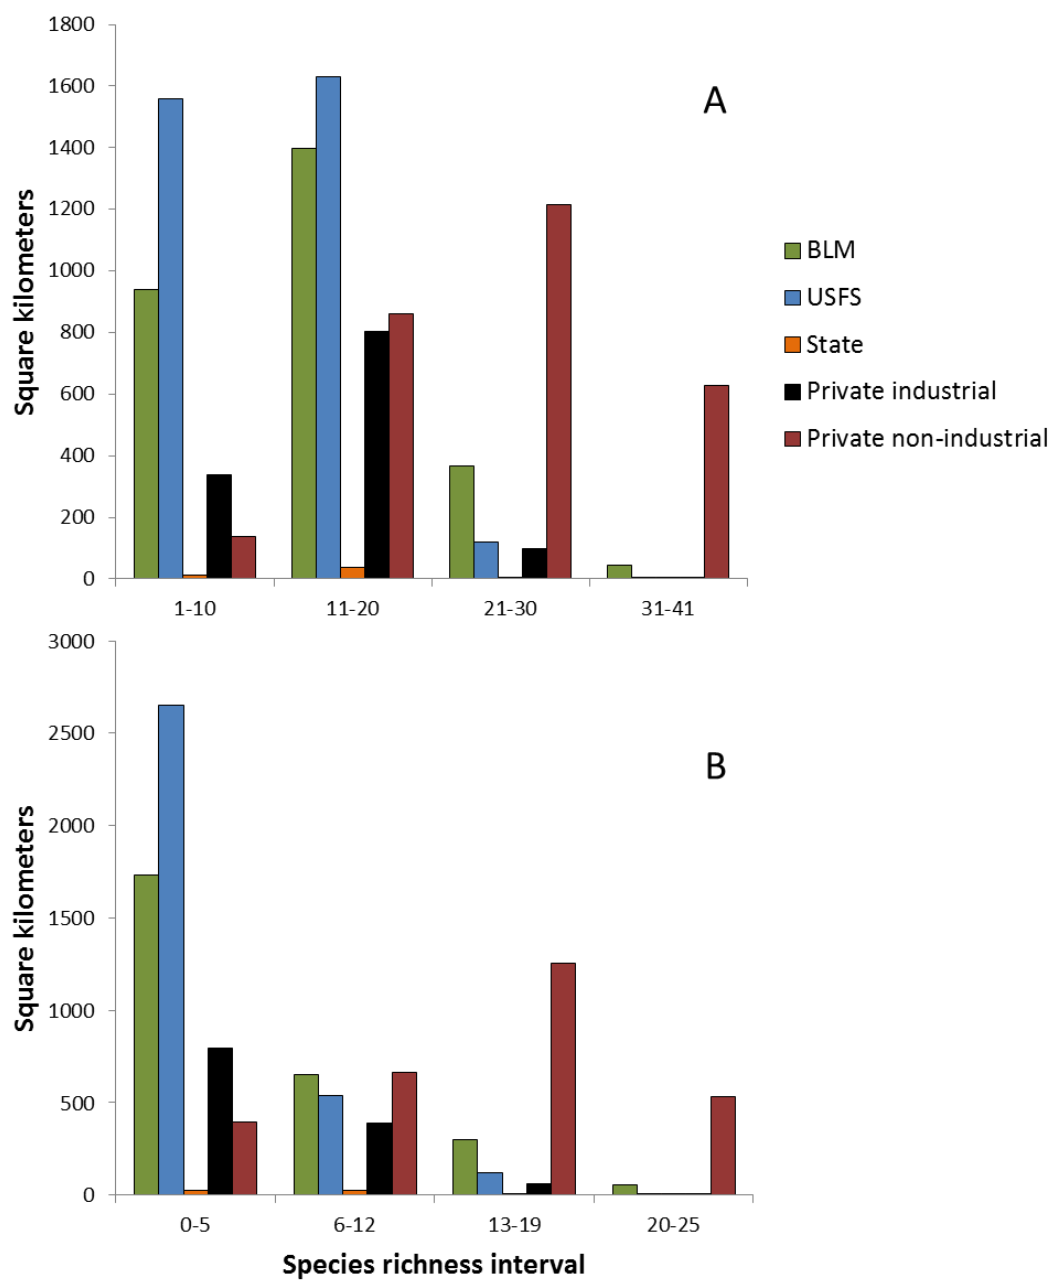 1800
1600
1400
1200
1000
800
600
400
200
0
Square kilometers
A
1-10
11-20
21-30
31-41
BLM
USFS
State
Private industrial
Private non-industrial
3000
2500
2000
1500
1000
500
0
Square kilometers
B
0-5
6-12
13-19
20-25
Species richness interval